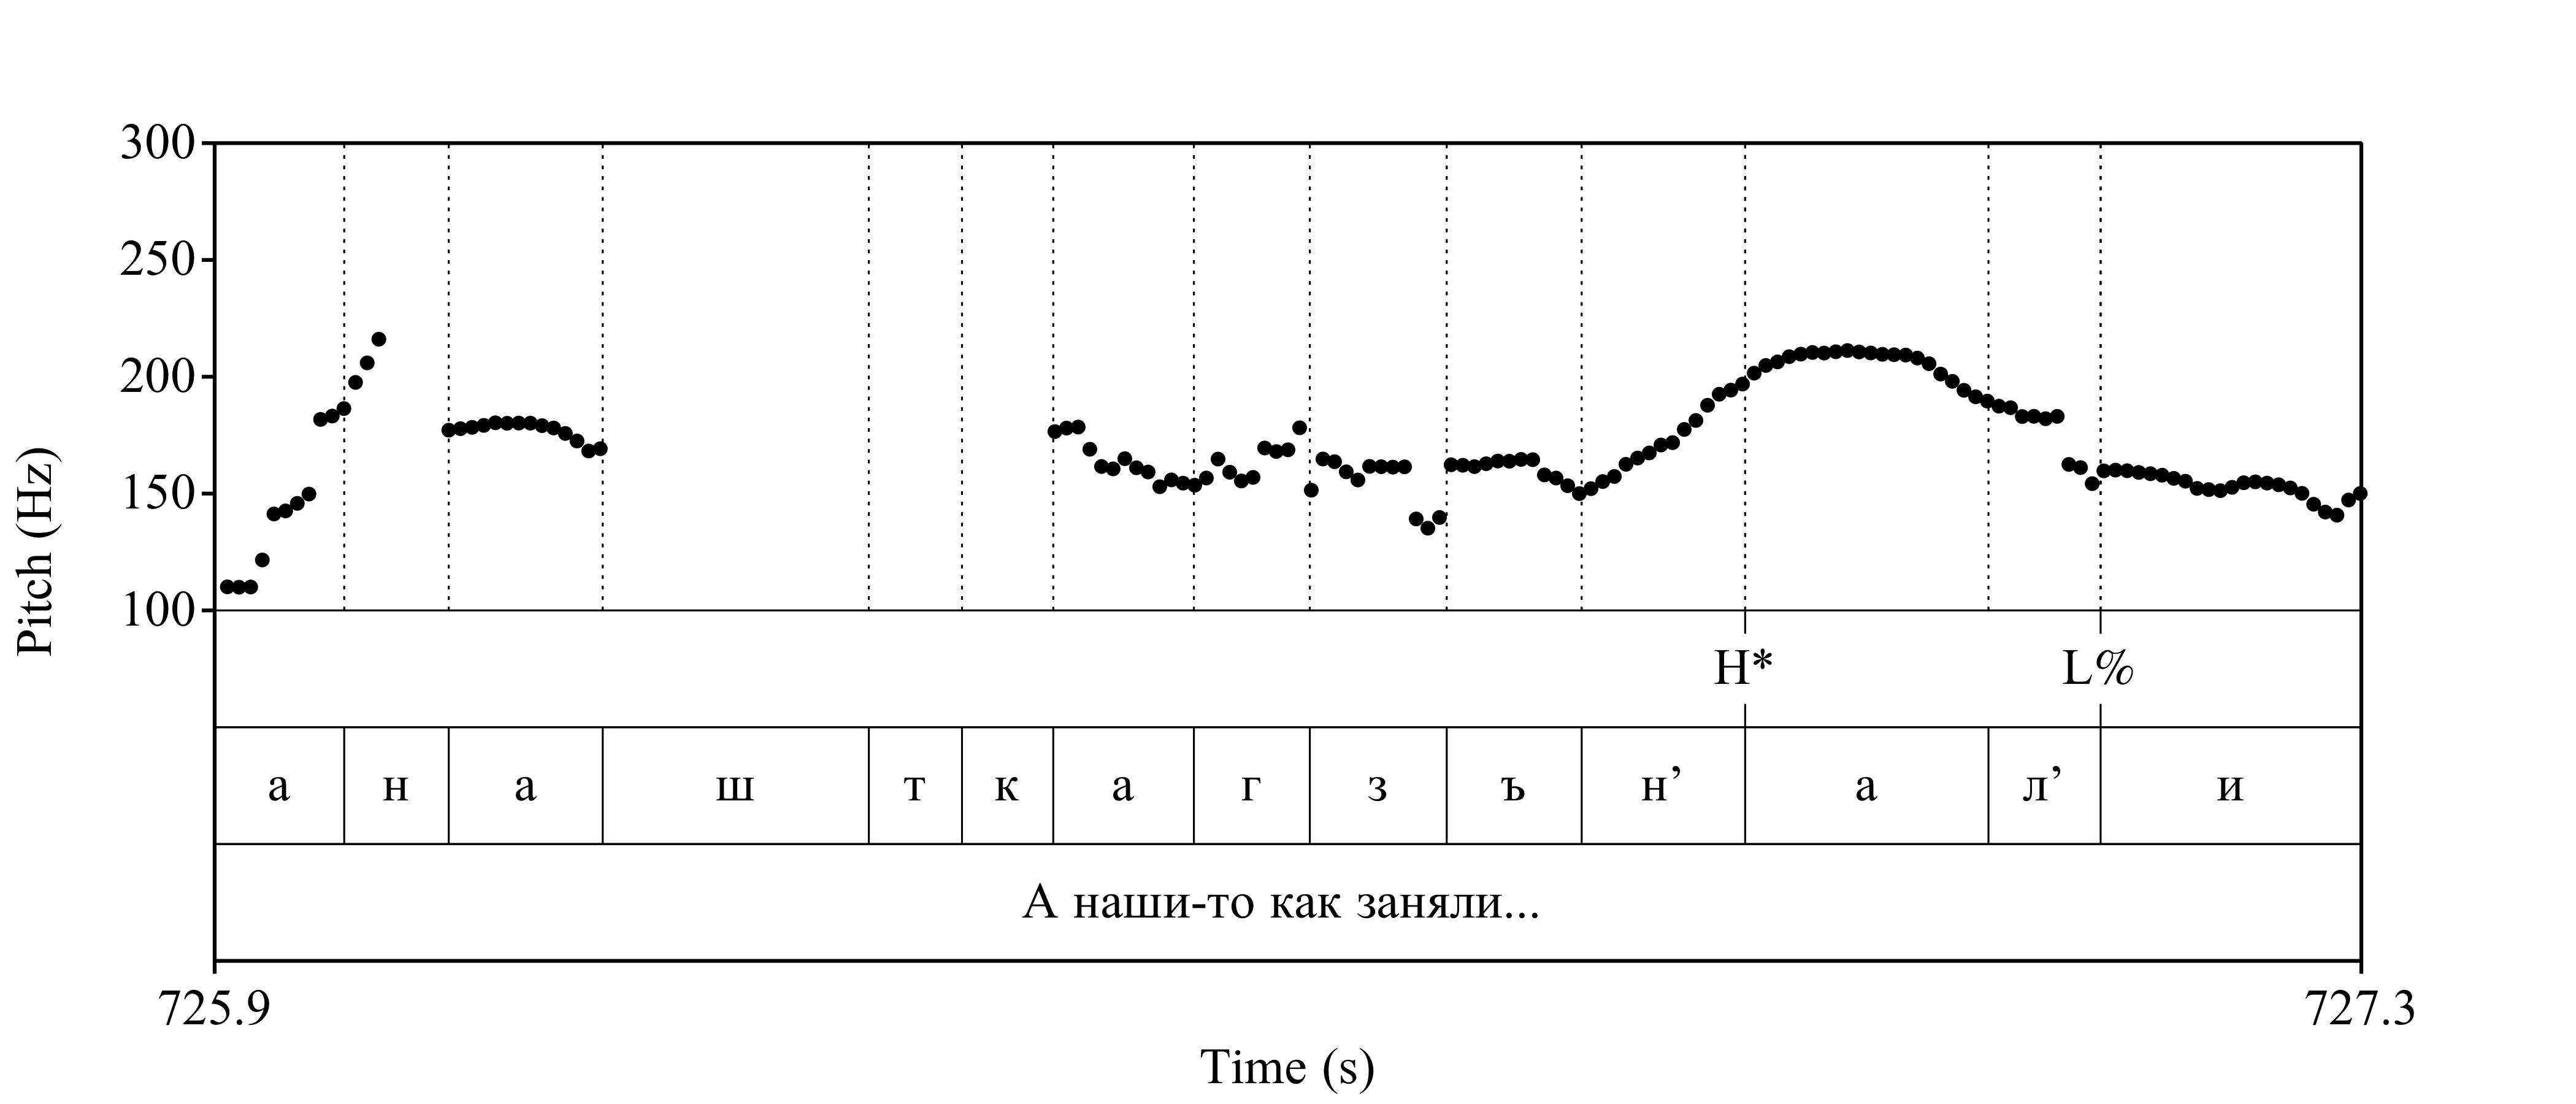 300
250
200
150
100
Pitch (Hz)
H* L%
а н а ш т к а г з ъ н’ а л’ и
А наши-то как заняли...
725.9 727.3
Time (s)